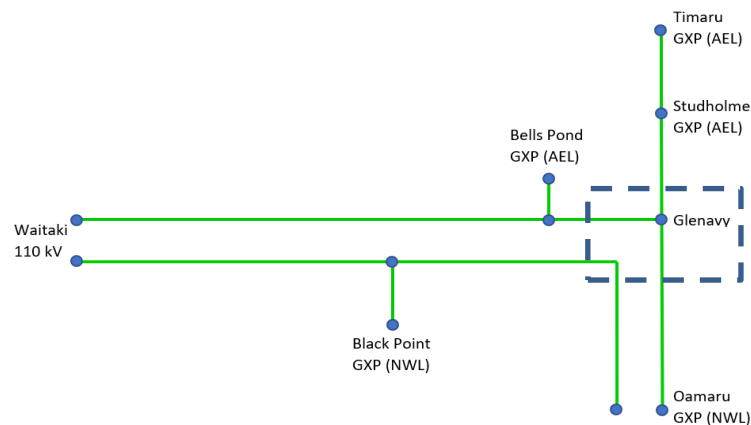 Timaru
GXP (AEL)
Studholme
GXP (AEL)
Bells Pond
GXP (AEL)
Glenavy
Waitaki
110 kV
Black Point
GXP (NWL)
Oamaru
GXP (NWL)